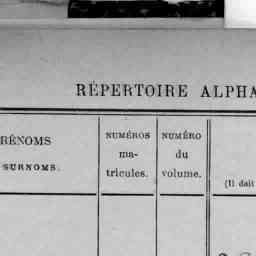 RÉPERTOIRE ALPHA
RÉNOMS
SURNOMS.
NUMÉROS
ma-
tricules.
NUMÉRO
du
volume.
(Il doit